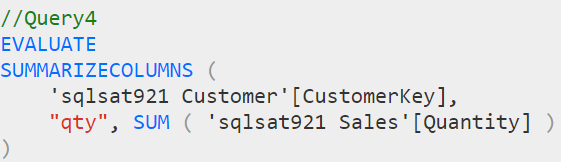 //Query4
EVALUATE
SUMMARIZECOLUMNS (
    'sqlsat921 Customer'[CustomerKey],
    "qty", SUM ( 'sqlsat921 Sales'[Quantity] )
)